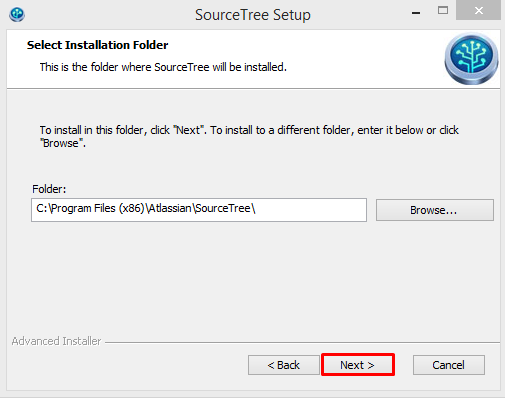 SourceTree Setup
Select Installation Folder
This is the folder where SourceTree will be installed.
To install in this folder, click "Next". To install to a different folder, enter it below or click
"Browse".
Folder:
C:\Program Files (x86)\Atlassian\SourceTree\
Browse...
Advanced Installer
< Back
Next >
Cancel